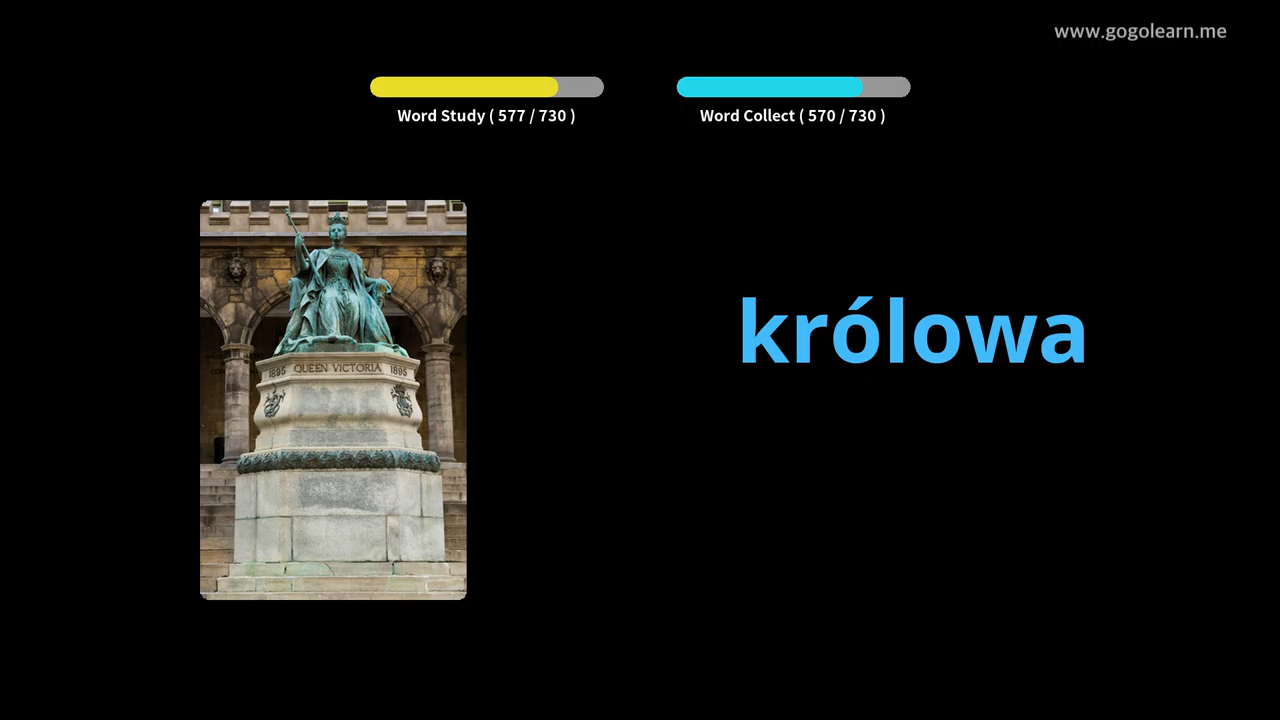 www.gogolearn.me
Word Study ( 577 / 730 )
Word Collect ( 570 / 730 )
królowa
1895 QUEEN VICTORIA 1895